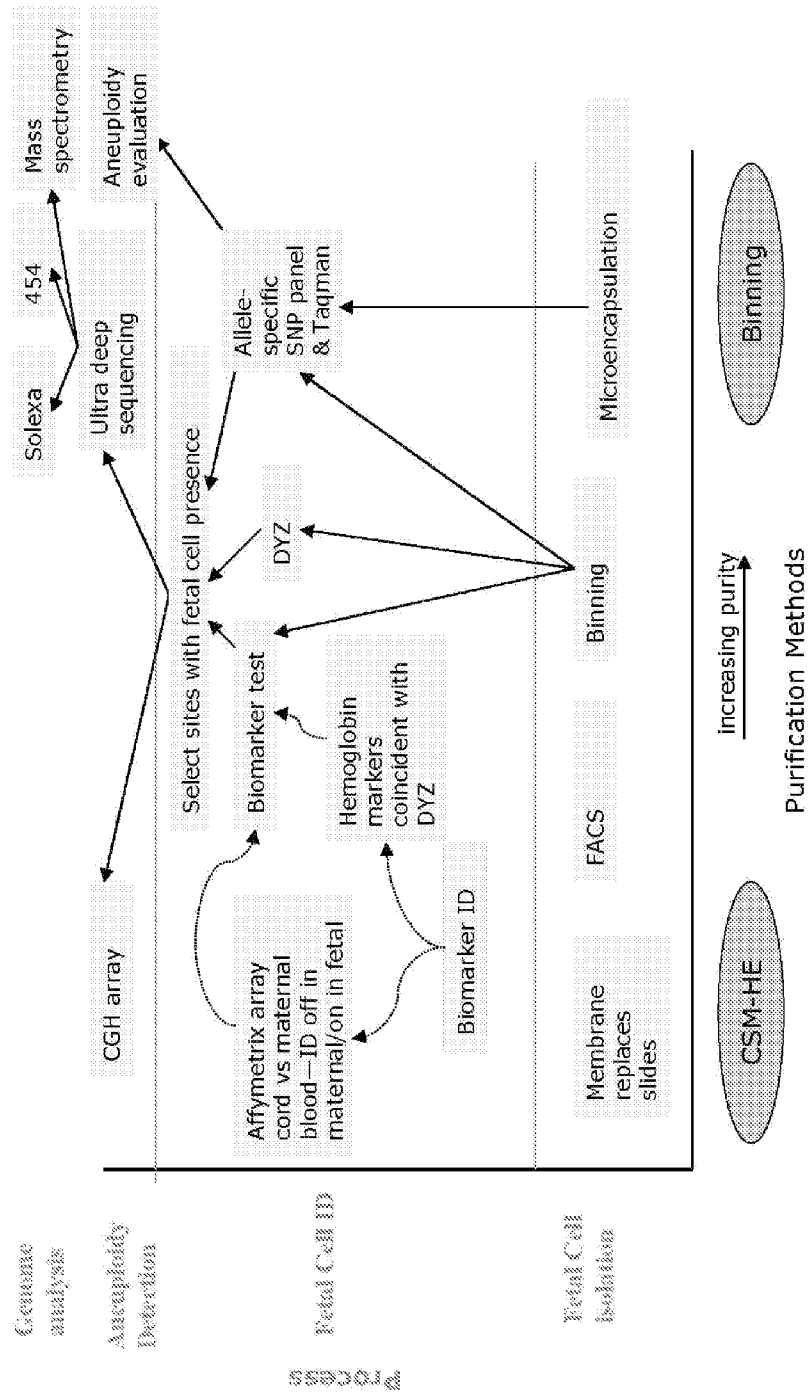 Genome
analysis
Aneuploidy
Detection
Fetal Cell ID
Fetal Cell
isolation
Process
Solexa
454
Mass
spectrometry
CGH array
Ultra deep
sequencing
Aneuploidy
evaluation
Select sites with fetal cell presence
Affymetrix array
cord vs maternal
blood—ID off in
maternal/on in fetal
Biomarker test
DYZ
Allele-
specific
SNP panel
& Taqman
Hemoglobin
markers
coincident with
DYZ
Biomarker ID
Membrane
replaces
slides
FACS
Binning
Microencapsulation
CSM-HE
increasing purity
Binning
Purification Methods